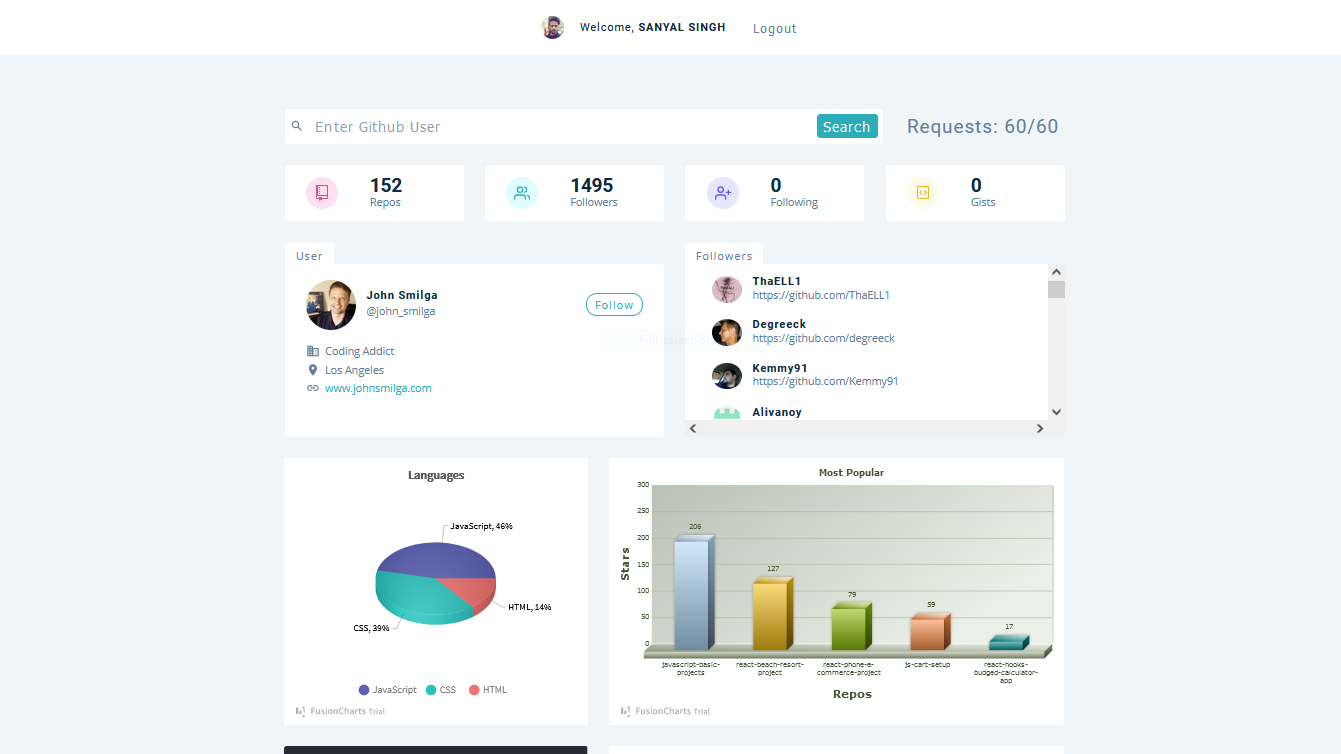 Welcome, SANYAL SINGH
Logout
Enter Github User
Search
Requests: 60/60
152
Repos
1495
Followers
0
Following
0
Gists
User
John Smilga
@john_smilga
Follow
Coding Addict
Los Angeles
www.johnsmilga.com
Followers
ThaELL1
https://github.com/ThaELL1
Degreeck
https://github.com/degreeck
Kemmy91
https://github.com/Kemmy91
Alivanoy
Languages
JavaScript, 46%
HTML, 14%
CSS, 39%
JavaScript
CSS
HTML
FusionCharts Trial
Most Popular
Stars
300
250
200
150
100
50
0
206
127
79
59
17
javascript-basic-
projects
react-beach-resort-
project
react-phone-e-
commerce-project
js-cart-setup
react-hooks-
budged-calculator-
app
Repos
FusionCharts Trial